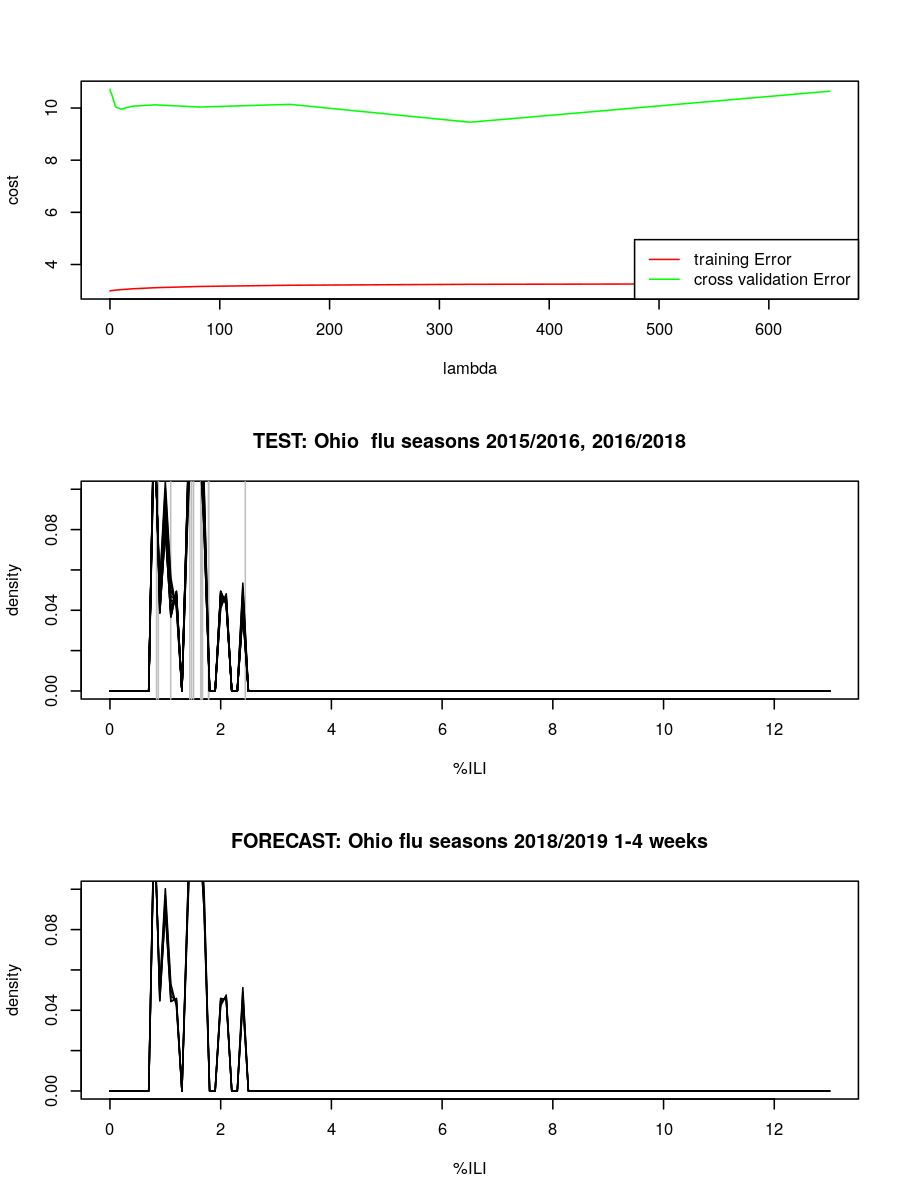 10
8
6
4
cost
training Error
cross validation Error
0 100 200 300 400 500 600
lambda
TEST: Ohio  flu seasons 2015/2016, 2016/2018
0.08
0.04
0.00
density
0 2 4 6 8 10 12
%ILI
FORECAST: Ohio flu seasons 2018/2019 1-4 weeks
0.08
0.04
0.00
density
0 2 4 6 8 10 12
%ILI